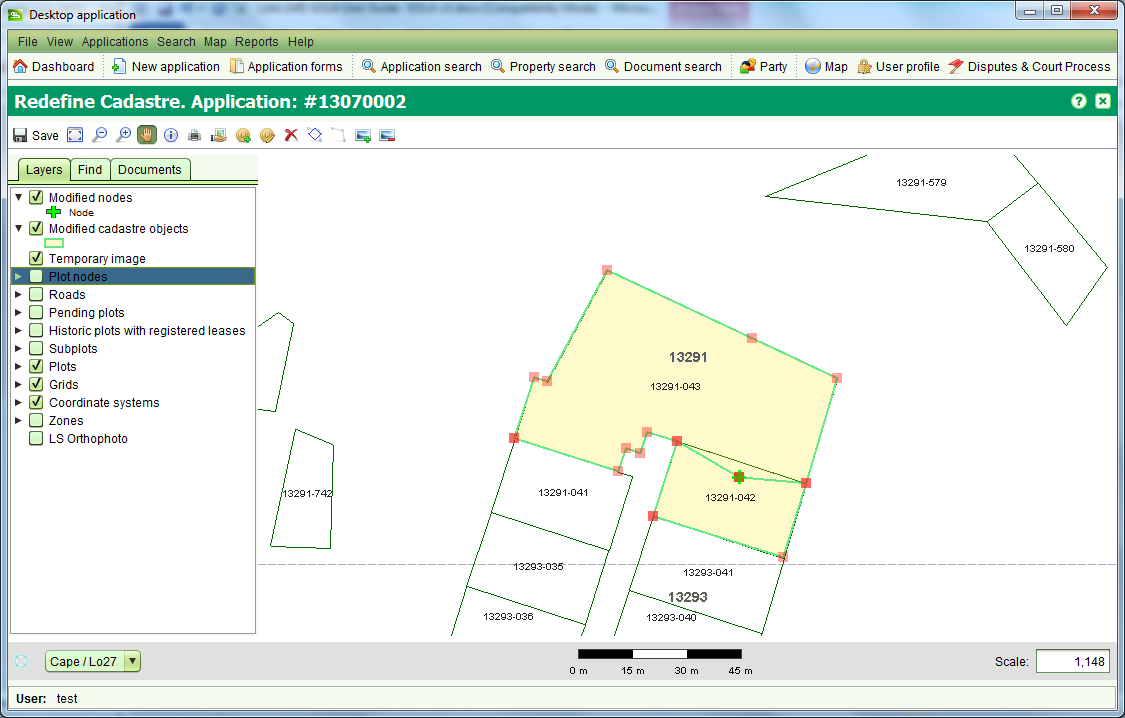 Desktop application
File View Applications Search Map Reports Help
Dashboard New application Application forms Application search Property search Document search Party Map User profile Disputes & Court Process
Redefine Cadastre. Application: #13070002
Save
Layers Find Documents
Modified nodes
Node
Modified cadastre objects
Temporary image
Plot nodes
Roads
Pending plots
Historic plots with registered leases
Subplots
Plots
Grids
Coordinate systems
Zones
LS Orthophoto
13291-579
13291-580
13291
13291-043
13291-742
13291-041
13291-042
13293-035
13293-041
13293
13293-036
13293-040
Cape / Lo27
0 m 15 m 30 m 45 m
Scale: 1,148
User: test